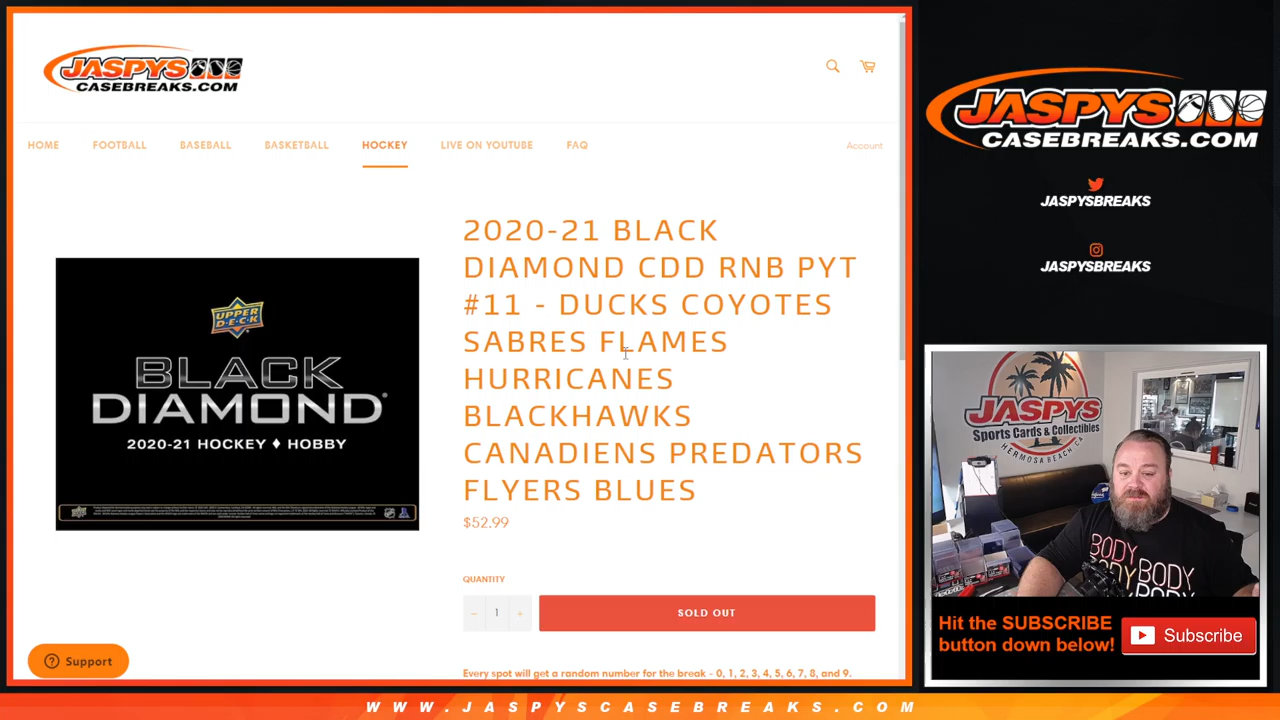 JASPYS
CASEBREAKS.COM
HOME
FOOTBALL
BASEBALL
BASKETBALL
HOCKEY
LIVE ON YOUTUBE
FAQ
Account
UPPER
DECK
BLACK
DIAMOND
2020-21 HOCKEY ♦ HOBBY
2020-21 BLACK
DIAMOND CDD RNB PYT
#11 - DUCKS COYOTES
SABRES FLAMES
HURRICANES
BLACKHAWKS
CANADIENS PREDATORS
FLYERS BLUES
$52.99
QUANTITY
− 1 +
SOLD OUT
Support
Every spot will get a random number for the break - 0, 1, 2, 3, 4, 5, 6, 7, 8, and 9.
JASPYS
CASEBREAKS.COM
JASPYSBREAKS
JASPYSBREAKS
JASPYS
Sports Cards & Collectibles
HERMOSA BEACH CA
BODY
BODY
BODY
Hit the SUBSCRIBE
button down below!
Subscribe
WWW.JASPYSCASEBREAKS.COM